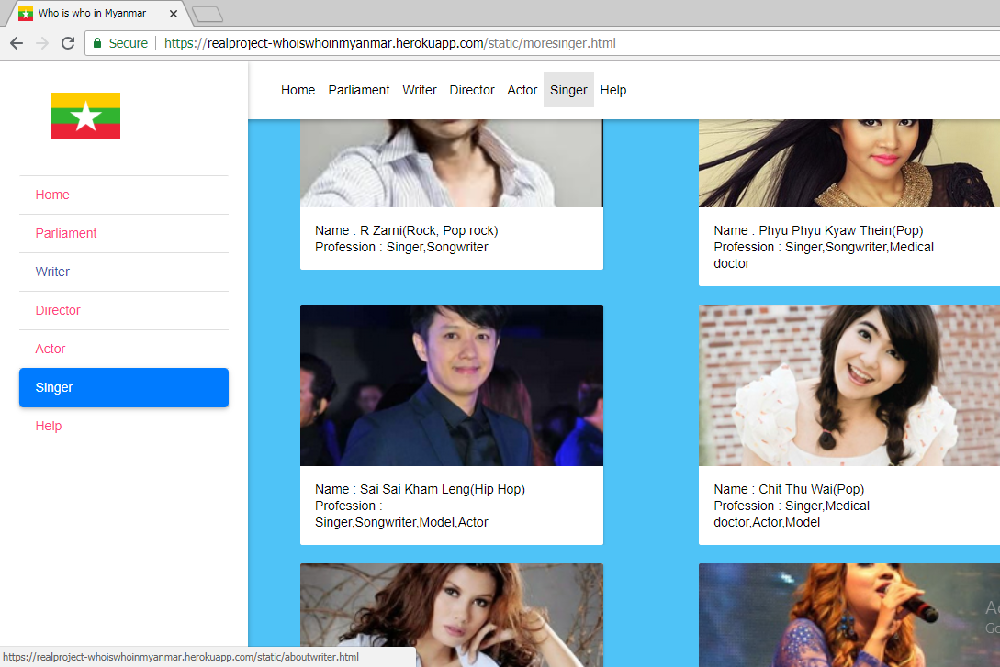 Who is who in Myanmar
Secure
https://realproject-whoiswhoinmyanmar.herokuapp.com/static/moresinger.html
Home Parliament Writer Director Actor Singer Help
Home
Parliament
Writer
Director
Actor
Singer
Help
Name : R Zarni(Rock, Pop rock)
Profession : Singer,Songwriter
Name : Phyu Phyu Kyaw Thein(Pop)
Profession : Singer,Songwriter,Medical
doctor
Name : Sai Sai Kham Leng(Hip Hop)
Profession :
Singer,Songwriter,Model,Actor
Name : Chit Thu Wai(Pop)
Profession : Singer,Medical
doctor,Actor,Model
https://realproject-whoiswhoinmyanmar.herokuapp.com/static/aboutwriter.html